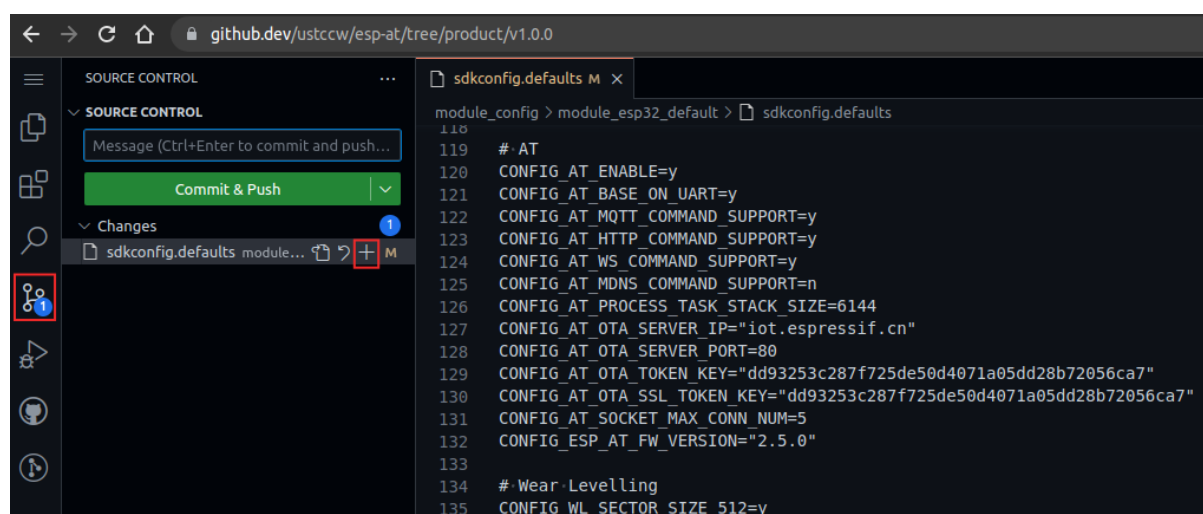 github.dev/ustccw/esp-at/tree/product/v1.0.0
SOURCE CONTROL ...
SOURCE CONTROL
Message (Ctrl+Enter to commit and push...
Commit & Push
Changes 1
sdkconfig.defaults module... M
1
sdkconfig.defaults M
module_config > module_esp32_default > sdkconfig.defaults
118
119 # AT
120 CONFIG_AT_ENABLE=y
121 CONFIG_AT_BASE_ON_UART=y
122 CONFIG_AT_MQTT_COMMAND_SUPPORT=y
123 CONFIG_AT_HTTP_COMMAND_SUPPORT=y
124 CONFIG_AT_WS_COMMAND_SUPPORT=y
125 CONFIG_AT_MDNS_COMMAND_SUPPORT=n
126 CONFIG_AT_PROCESS_TASK_STACK_SIZE=6144
127 CONFIG_AT_OTA_SERVER_IP="iot.espressif.cn"
128 CONFIG_AT_OTA_SERVER_PORT=80
129 CONFIG_AT_OTA_TOKEN_KEY="dd93253c287f725de50d4071a05dd28b72056ca7"
130 CONFIG_AT_OTA_SSL_TOKEN_KEY="dd93253c287f725de50d4071a05dd28b72056ca7"
131 CONFIG_AT_SOCKET_MAX_CONN_NUM=5
132 CONFIG_ESP_AT_FW_VERSION="2.5.0"
133
134 # Wear Levelling
135 CONFIG_WL_SECTOR_SIZE_512=y